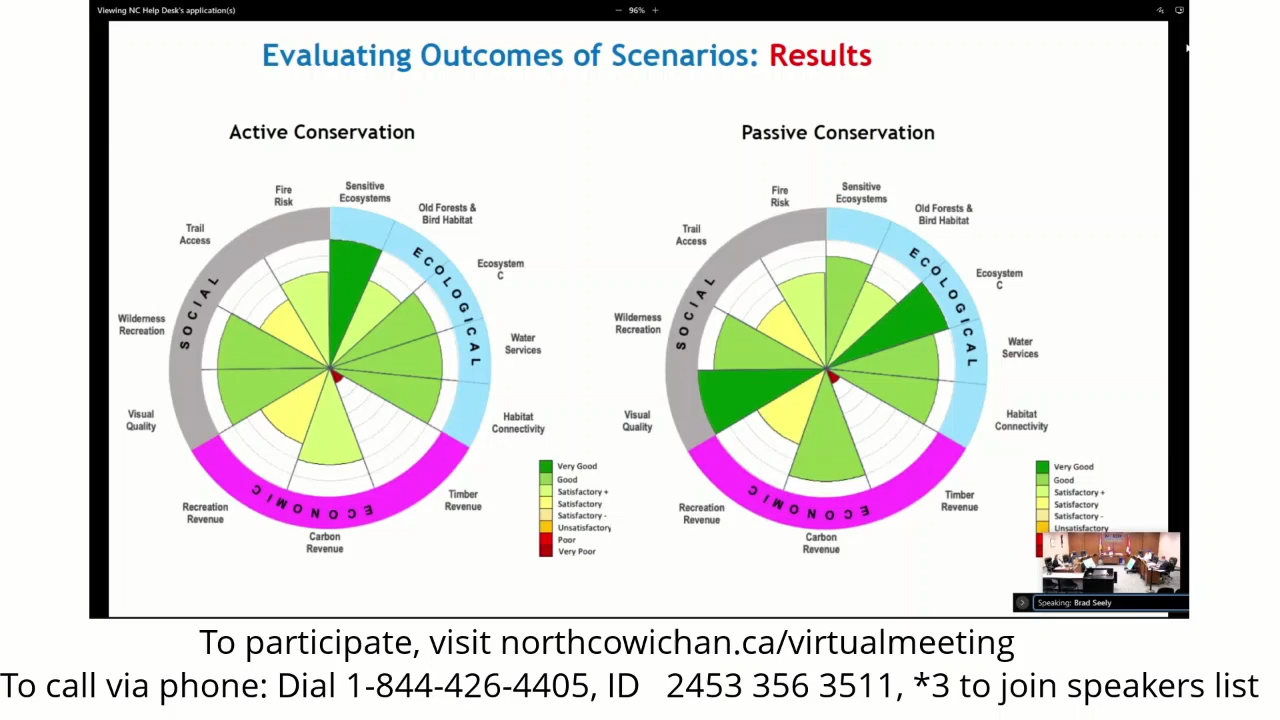 Viewing NC Help Desk's application(s)
— 96% +
Evaluating Outcomes of Scenarios: Results
Active Conservation
Passive Conservation
Fire
Risk
Sensitive
Ecosystems
Old Forests &
Bird Habitat
Trail
Access
Ecosystem
C
Wilderness
Recreation
Water
Services
Visual
Quality
Habitat
Connectivity
Recreation
Revenue
Timber
Revenue
Carbon
Revenue
SOCIAL
ECOLOGICAL
ECONOMIC
Very Good
Good
Satisfactory +
Satisfactory
Satisfactory -
Unsatisfactory
Poor
Very Poor
Fire
Risk
Sensitive
Ecosystems
Old Forests &
Bird Habitat
Trail
Access
Ecosystem
C
Wilderness
Recreation
Water
Services
Visual
Quality
Habitat
Connectivity
Recreation
Revenue
Timber
Revenue
Carbon
Revenue
SOCIAL
ECOLOGICAL
ECONOMIC
Very Good
Good
Satisfactory +
Satisfactory
Satisfactory -
Unsatisfactory
Speaking: Brad Seely
To participate, visit northcowichan.ca/virtualmeeting
To call via phone: Dial 1-844-426-4405, ID 2453 356 3511, *3 to join speakers list